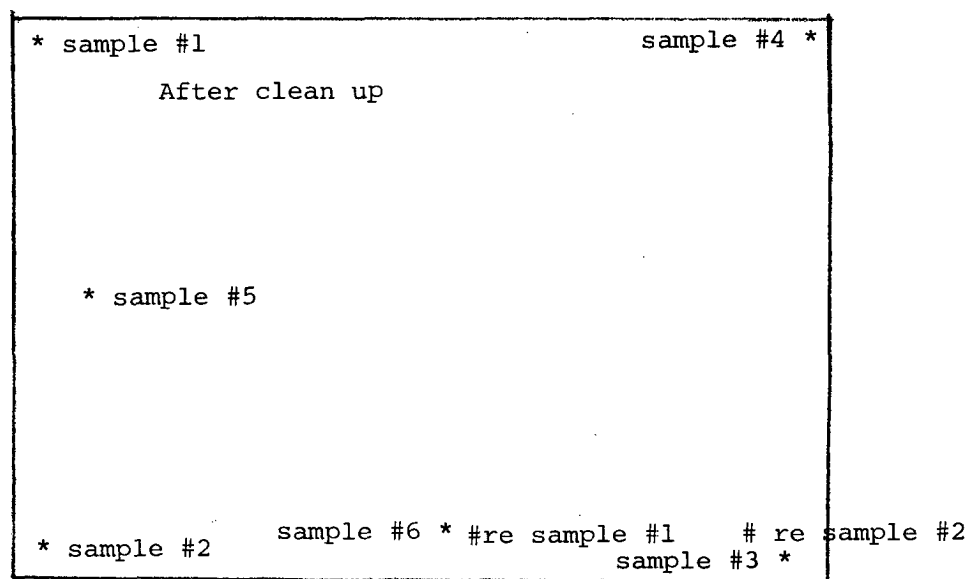 * sample #1 sample #4 *
After clean up
* sample #5
sample #6 * #re sample #1 # re sample #2
* sample #2 sample #3 *